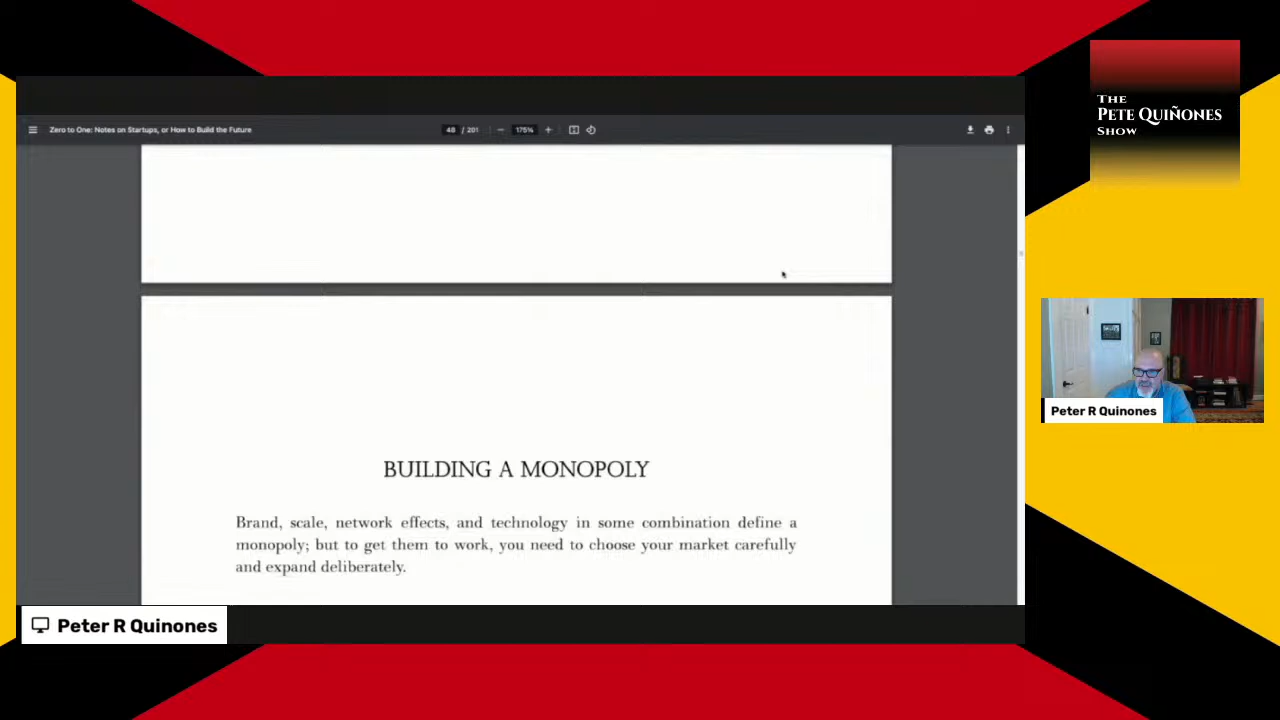 Zero to One: Notes on Startups, or How to Build the Future
48 / 201
175%
BUILDING A MONOPOLY
Brand, scale, network effects, and technology in some combination define a
monopoly; but to get them to work, you need to choose your market carefully
and expand deliberately.
Peter R Quinones
THE
PETE QUIÑONES
SHOW
Peter R Quinones